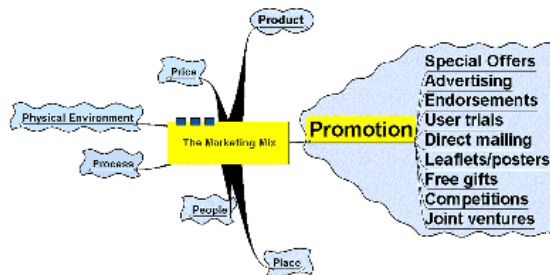 Product
Price
Physical Environment
The Marketing Mix
Process
People
Place
Promotion
Special Offers
Advertising
Endorsements
User trials
Direct mailing
Leaflets/posters
Free gifts
Competitions
Joint ventures